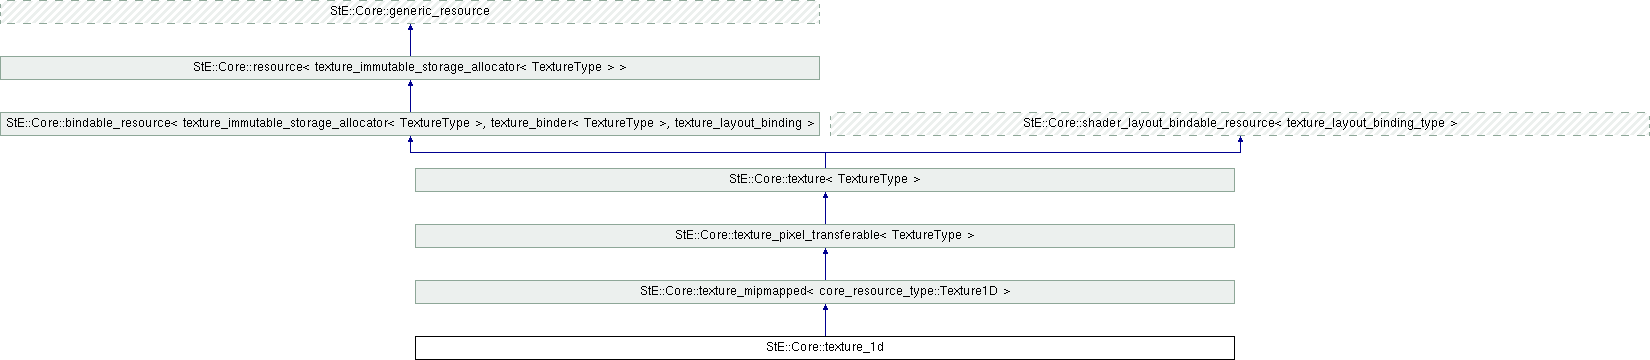 StE::Core::generic_resource
StE::Core::resource< texture_immutable_storage_allocator< TextureType > >
StE::Core::bindable_resource< texture_immutable_storage_allocator< TextureType >, texture_binder< TextureType >, texture_layout_binding >
StE::Core::shader_layout_bindable_resource< texture_layout_binding_type >
StE::Core::texture< TextureType >
StE::Core::texture_pixel_transferable< TextureType >
StE::Core::texture_mipmapped< core_resource_type::Texture1D >
StE::Core::texture_1d